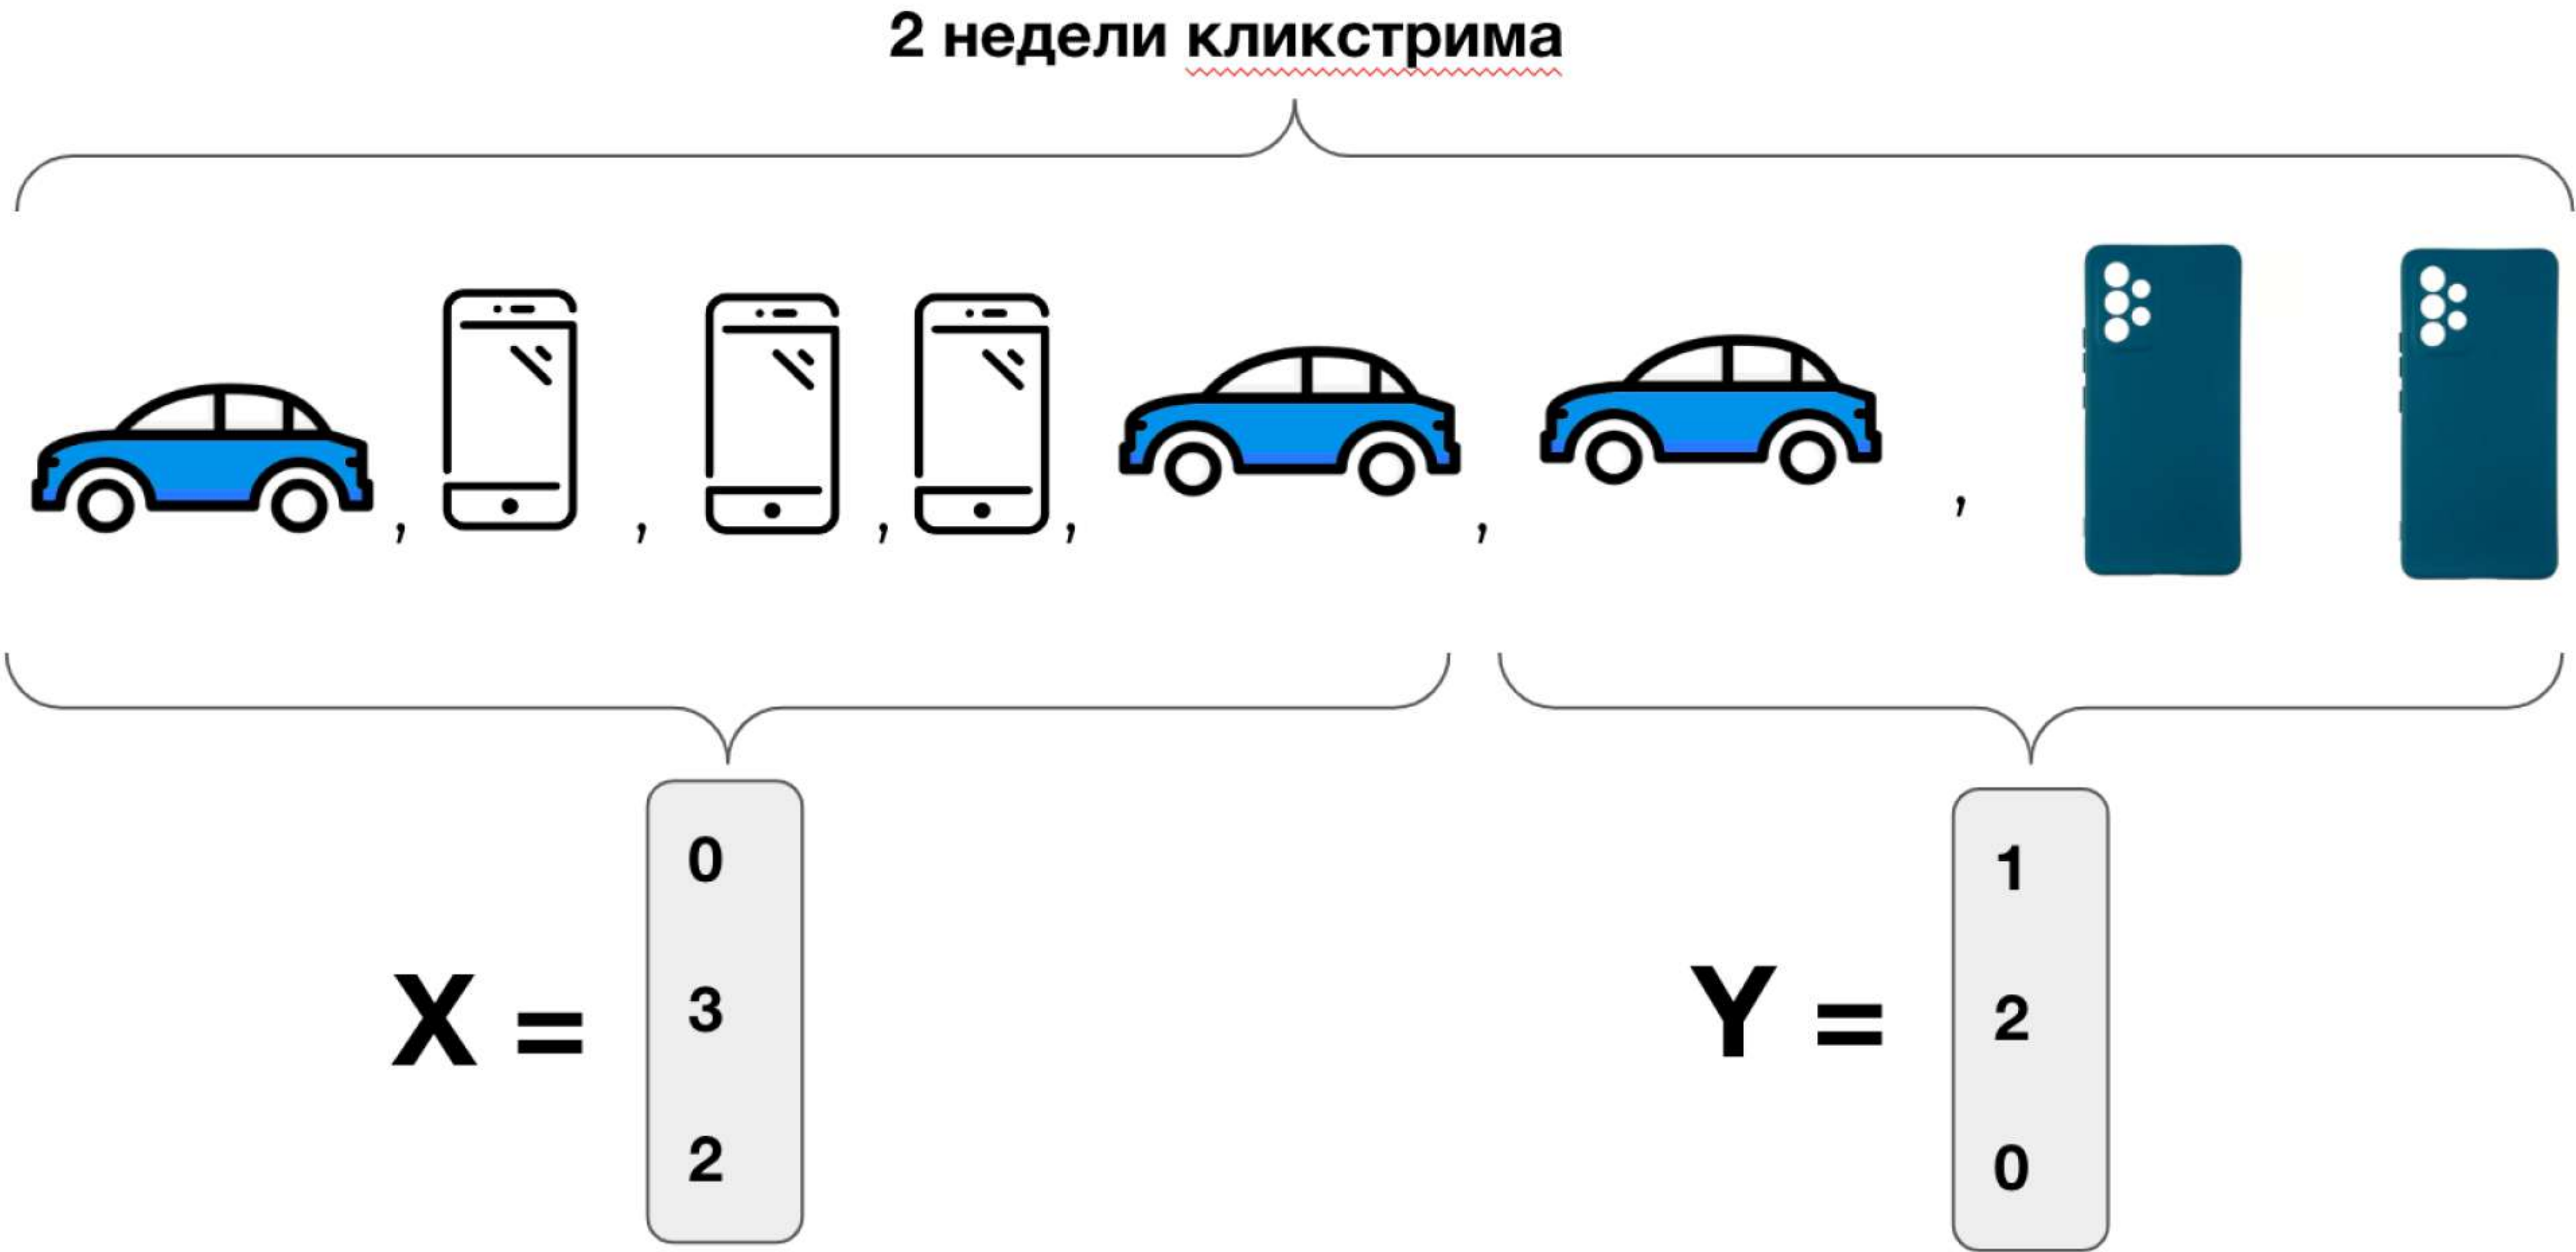 2 недели кликстрима
, , , , , ,
X =
0
3
2
Y =
1
2
0